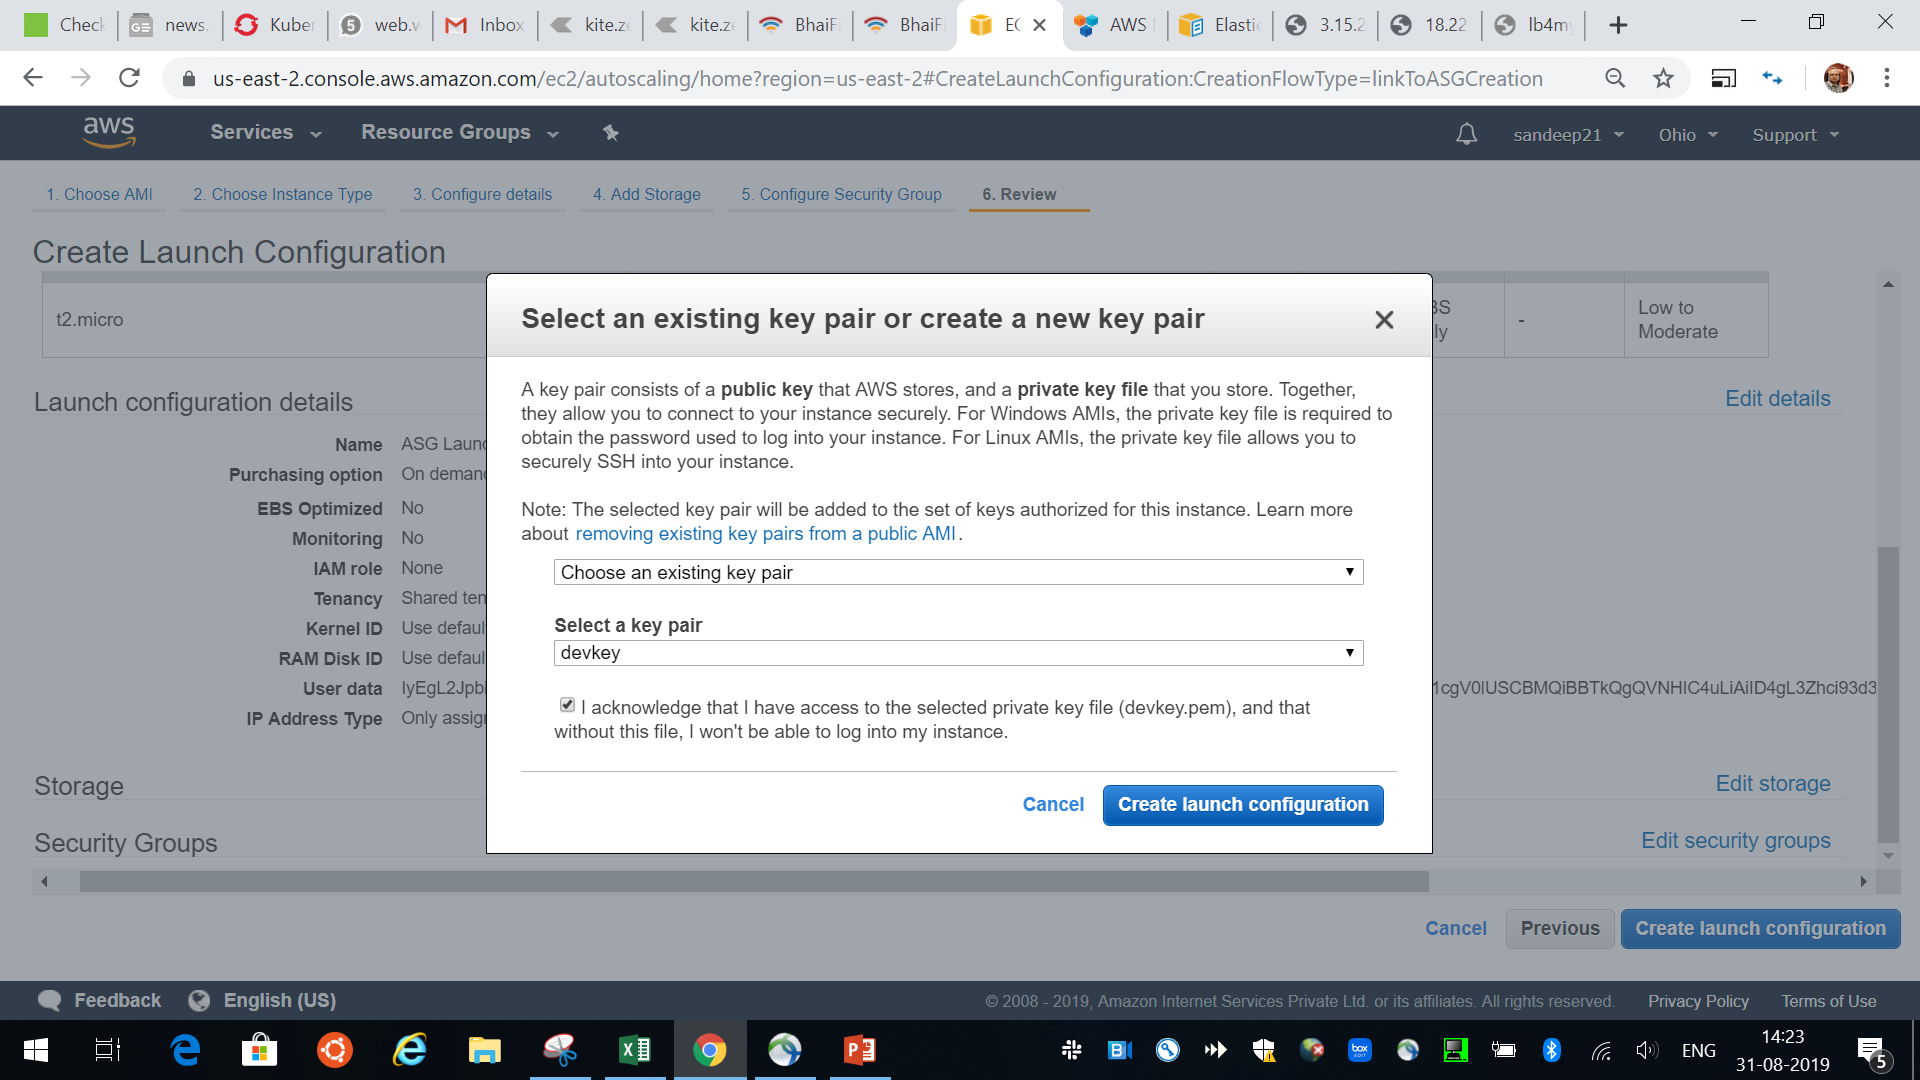 Check
news.
Kuber
web.w
Inbox
kite.ze
kite.ze
BhaiFi
BhaiFi
EC
AWS
Elastic
3.15.2
18.22
lb4my
us-east-2.console.aws.amazon.com/ec2/autoscaling/home?region=us-east-2#CreateLaunchConfiguration:CreationFlowType=linkToASGCreation
aws
Services
Resource Groups
sandeep21
Ohio
Support
1. Choose AMI
2. Choose Instance Type
3. Configure details
4. Add Storage
5. Configure Security Group
6. Review
Create Launch Configuration
t2.micro
-
Low to
Moderate
Launch configuration details
Edit details
Name ASG Launc
Purchasing option On demand
EBS Optimized No
Monitoring No
IAM role None
Tenancy Shared ten
Kernel ID Use defaul
RAM Disk ID Use defaul
User data IyEgL2Jpbi
1cgV0lUSCBMQiBBTkQgQVNHIC4uLiAiID4gL3Zhci93d3
IP Address Type Only assig
Storage
Edit storage
Security Groups
Edit security groups
Select an existing key pair or create a new key pair
A key pair consists of a public key that AWS stores, and a private key file that you store. Together,
they allow you to connect to your instance securely. For Windows AMIs, the private key file is required to
obtain the password used to log into your instance. For Linux AMIs, the private key file allows you to
securely SSH into your instance.
Note: The selected key pair will be added to the set of keys authorized for this instance. Learn more
about removing existing key pairs from a public AMI.
Choose an existing key pair
Select a key pair
devkey
I acknowledge that I have access to the selected private key file (devkey.pem), and that
without this file, I won't be able to log into my instance.
Cancel
Create launch configuration
Cancel
Previous
Create launch configuration
Feedback
English (US)
© 2008 - 2019, Amazon Internet Services Private Ltd. or its affiliates. All rights reserved.
Privacy Policy
Terms of Use
ENG
14:23
31-08-2019
5